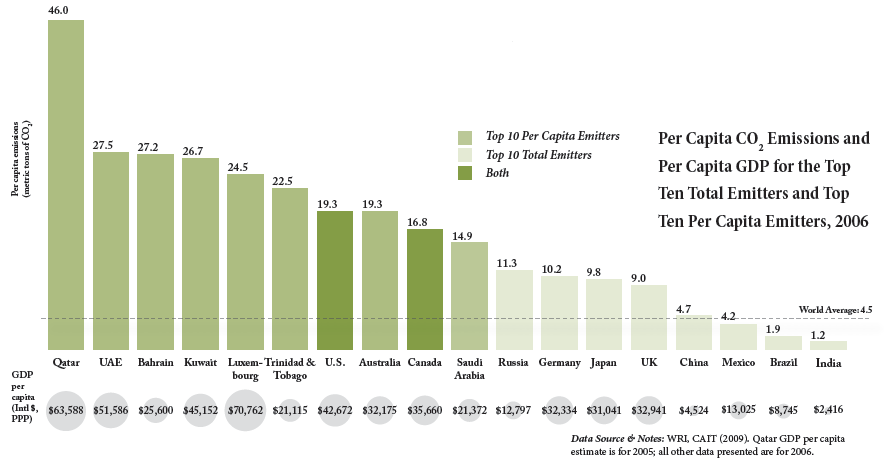 46.0
27.5
27.2
26.7
24.5
22.5
19.3
19.3
16.8
14.9
11.3
10.2
9.8
9.0
4.7
4.2
1.9
1.2
Per capita emissions
(metric tons of CO2)
Top 10 Per Capita Emitters
Top 10 Total Emitters
Both
Per Capita CO2 Emissions and
Per Capita GDP for the Top
Ten Total Emitters and Top
Ten Per Capita Emitters, 2006
World Average: 4.5
Qatar
UAE
Bahrain
Kuwait
Luxem-
bourg
Trinidad &
Tobago
U.S.
Australia
Canada
Saudi
Arabia
Russia
Germany
Japan
UK
China
Mexico
Brazil
India
GDP
per
capita
(Intl $,
PPP)
$63,588
$51,586
$25,600
$45,152
$70,762
$21,115
$42,672
$32,175
$35,660
$21,372
$12,797
$32,334
$31,041
$32,941
$4,524
$13,025
$8,745
$2,416
Data Source & Notes: WRI, CAIT (2009). Qatar GDP per capita
estimate is for 2005; all other data presented are for 2006.